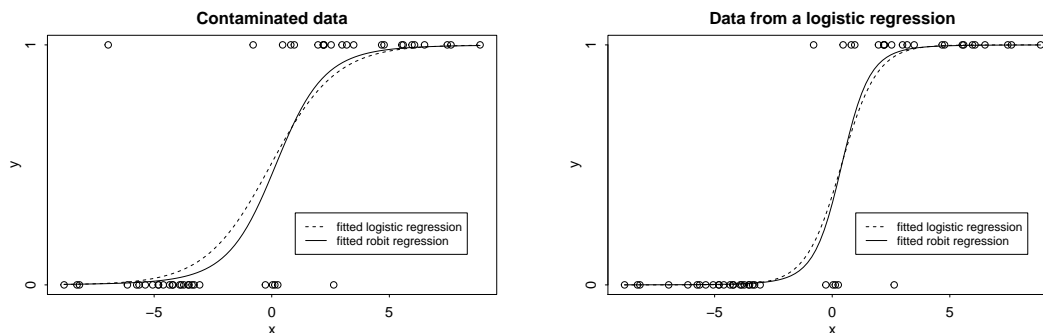 Contaminated data
1
y
0
fitted logistic regression
fitted robit regression
−5
0
5
x
Data from a logistic regression
1
y
0
fitted logistic regression
fitted robit regression
−5
0
5
x